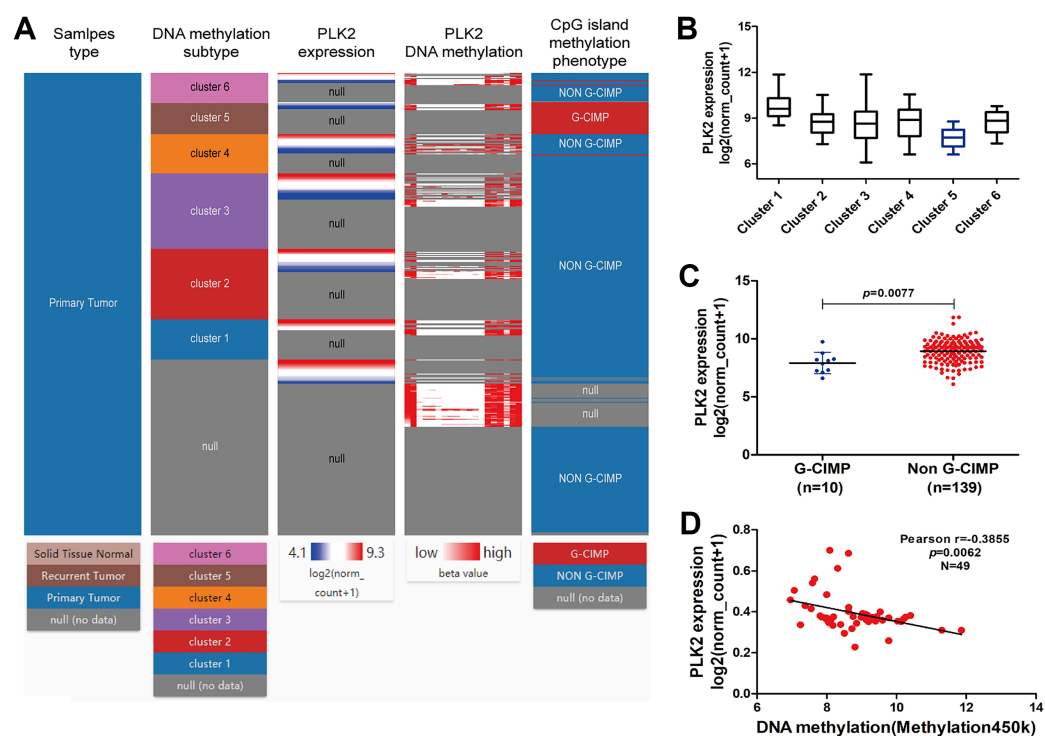 A
Samlpes
type
DNA methylation
subtype
PLK2
expression
PLK2
DNA methylation
CpG island
methylation
phenotype
Primary Tumor
cluster 6
cluster 5
cluster 4
cluster 3
cluster 2
cluster 1
null
null
null
null
null
null
null
null
NON G-CIMP
G-CIMP
NON G-CIMP
NON G-CIMP
null
null
NON G-CIMP
Solid Tissue Normal
Recurrent Tumor
Primary Tumor
null (no data)
cluster 6
cluster 5
cluster 4
cluster 3
cluster 2
cluster 1
null (no data)
4.1 9.3
log2(norm_
count+1)
low high
beta value
G-CIMP
NON G-CIMP
null (no data)
B
PLK2 expression
log2(norm_count+1)
15
12
9
6
Cluster 1
Cluster 2
Cluster 3
Cluster 4
Cluster 5
Cluster 6
C
PLK2 expression
log2(norm_count+1)
15
10
5
0
p=0.0077
G-CIMP
(n=10)
Non G-CIMP
(n=139)
D
PLK2 expression
log2(norm_count+1)
0.8
0.6
0.4
0.2
0.0
Pearson r=-0.3855
p=0.0062
N=49
6 8 10 12 14
DNA methylation(Methylation450k)